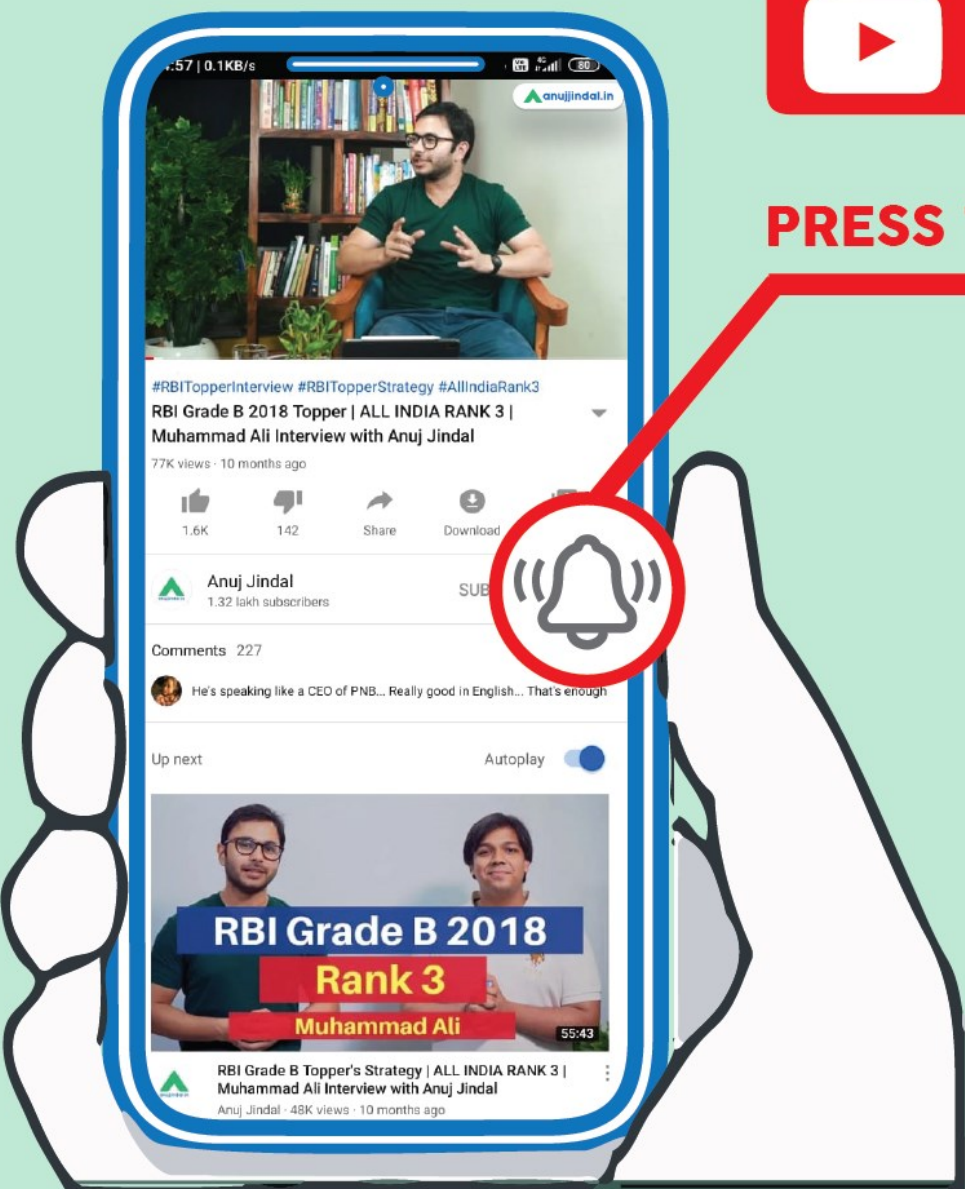 :57 | 0.1KB/s
Vo
LTE
4G
80
anujjindal.in
PRESS
#RBITopperInterview #RBITopperStrategy #AllIndiaRank3
RBI Grade B 2018 Topper | ALL INDIA RANK 3 |
Muhammad Ali Interview with Anuj Jindal
77K views · 10 months ago
1.6K
142
Share
Download
Anuj Jindal
1.32 lakh subscribers
SUB
Comments 227
He's speaking like a CEO of PNB... Really good in English... That's enough
Up next
Autoplay
RBI Grade B 2018
Rank 3
Muhammad Ali
55:43
RBI Grade B Topper's Strategy | ALL INDIA RANK 3 |
Muhammad Ali Interview with Anuj Jindal
Anuj Jindal · 48K views · 10 months ago